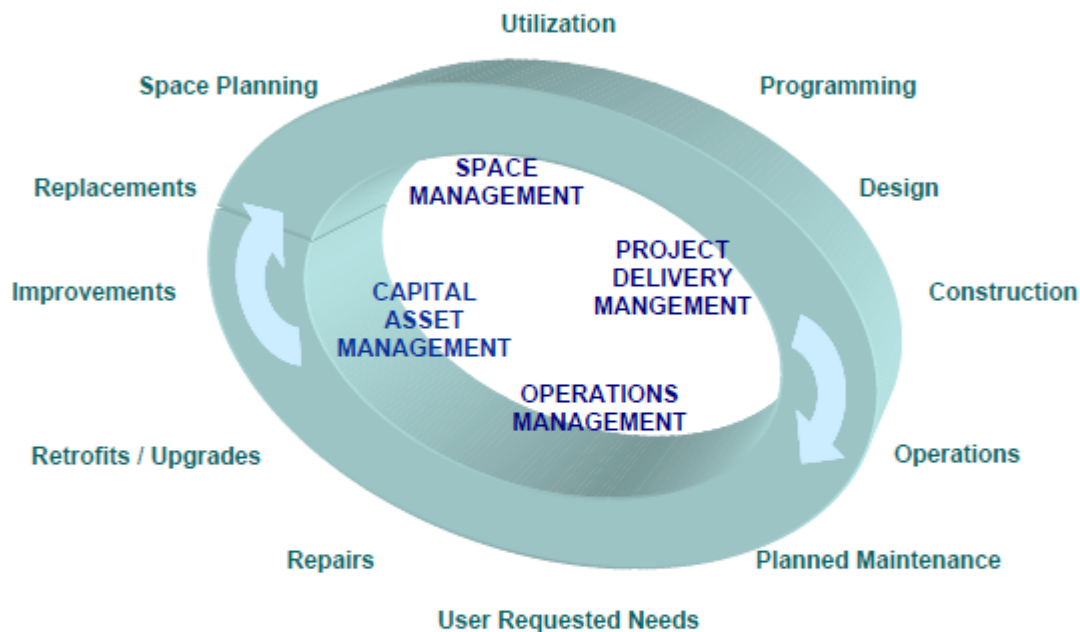 Utilization
Space Planning
Programming
Replacements
SPACE
MANAGEMENT
Design
PROJECT
DELIVERY
MANGEMENT
Improvements
CAPITAL
ASSET
MANAGEMENT
Construction
OPERATIONS
MANAGEMENT
Retrofits / Upgrades
Operations
Repairs
Planned Maintenance
User Requested Needs